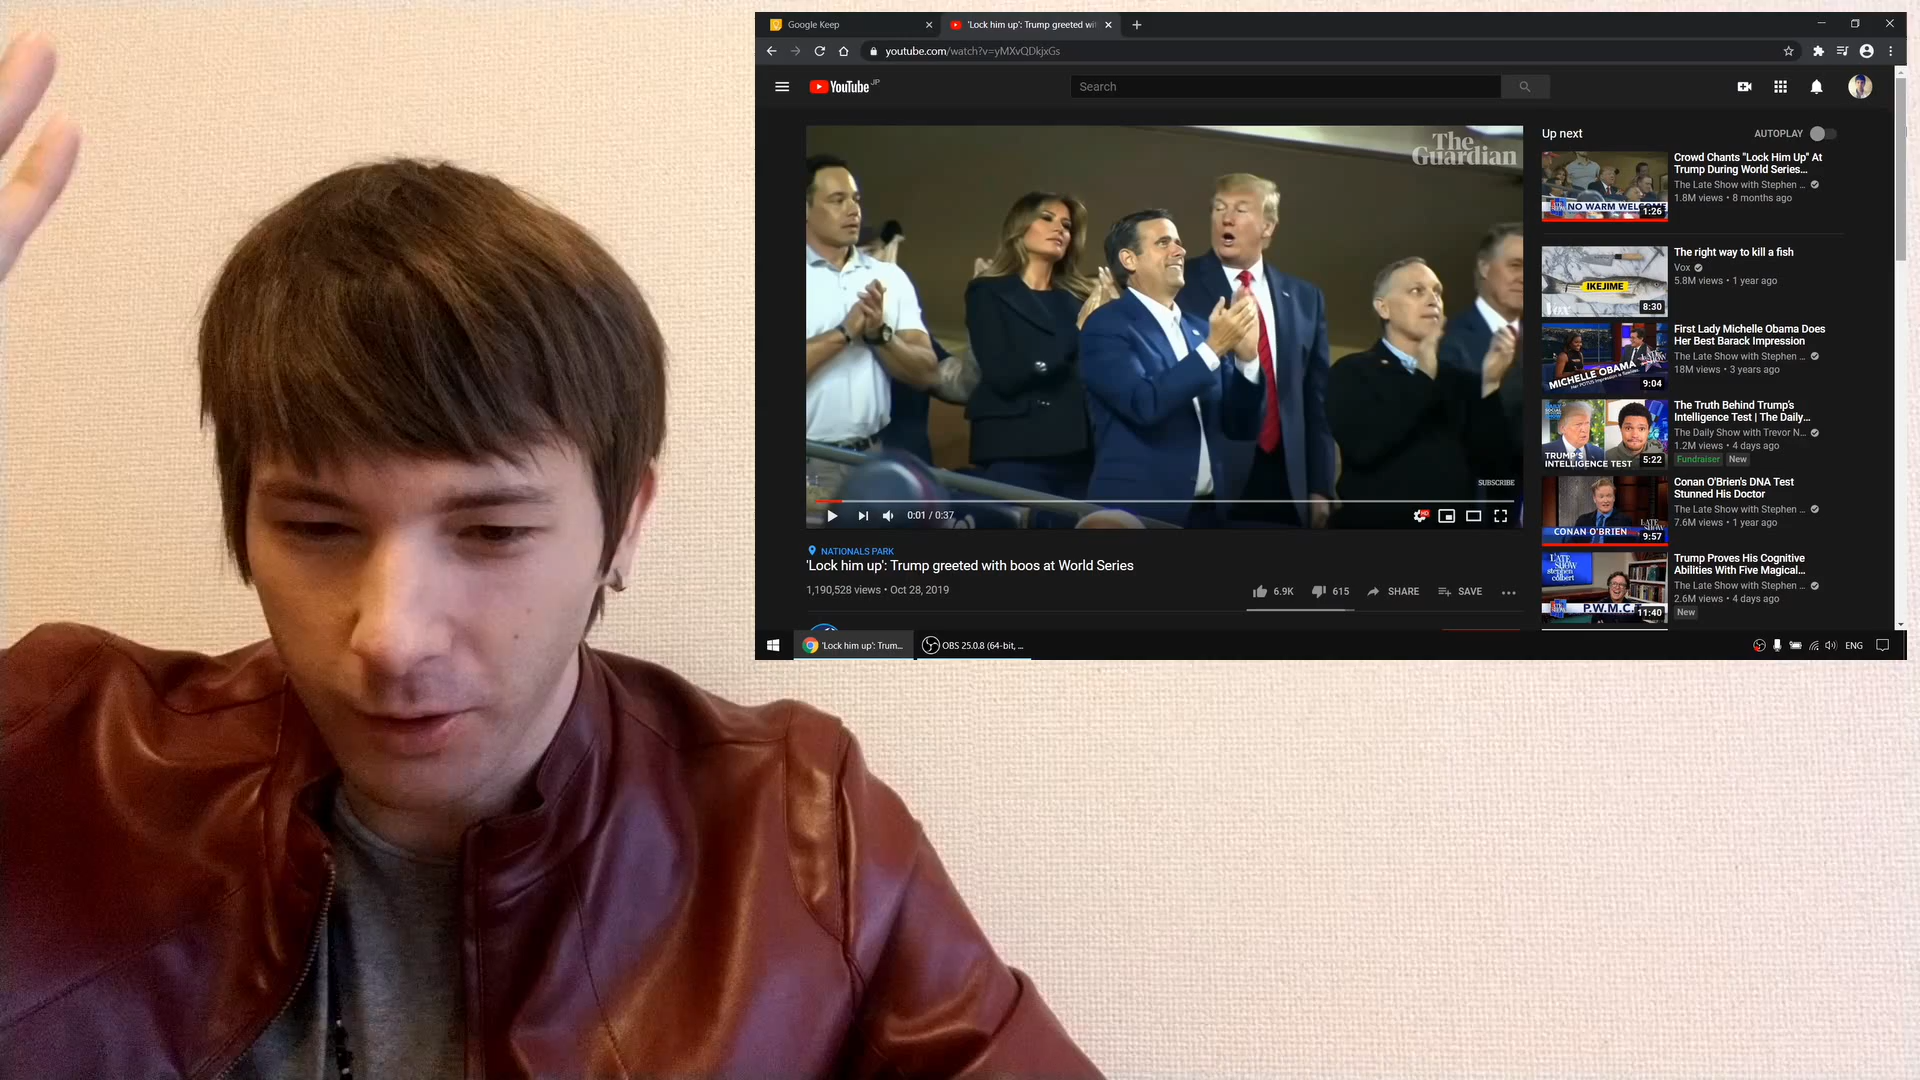 Google Keep
'Lock him up': Trump greeted wi
youtube.com/watch?v=yMXvQDkjxGs
YouTube JP
Search
The Guardian
SUBSCRIBE
0:01 / 0:37
HD
NATIONALS PARK
'Lock him up': Trump greeted with boos at World Series
1,190,528 views • Oct 28, 2019
6.9K
615
SHARE
SAVE
Up next
AUTOPLAY
NO WARM WELCOME
1:26
Crowd Chants "Lock Him Up" At
Trump During World Series...
The Late Show with Stephen ...
1.8M views • 8 months ago
IKEJIME
Vox
8:30
The right way to kill a fish
Vox
5.8M views • 1 year ago
MICHELLE OBAMA
9:04
First Lady Michelle Obama Does
Her Best Barack Impression
The Late Show with Stephen ...
18M views • 3 years ago
TRUMP'S
INTELLIGENCE TEST
5:22
The Truth Behind Trump's
Intelligence Test | The Daily...
The Daily Show with Trevor N...
1.2M views • 4 days ago
Fundraiser
New
CONAN O'BRIEN
9:57
Conan O'Brien's DNA Test
Stunned His Doctor
The Late Show with Stephen ...
7.6M views • 1 year ago
LATE
SHOW
stephen
colbert
P.W.M.C.
11:40
Trump Proves His Cognitive
Abilities With Five Magical...
The Late Show with Stephen ...
2.6M views • 4 days ago
New
'Lock him up': Trum...
OBS 25.0.8 (64-bit, ...
ENG